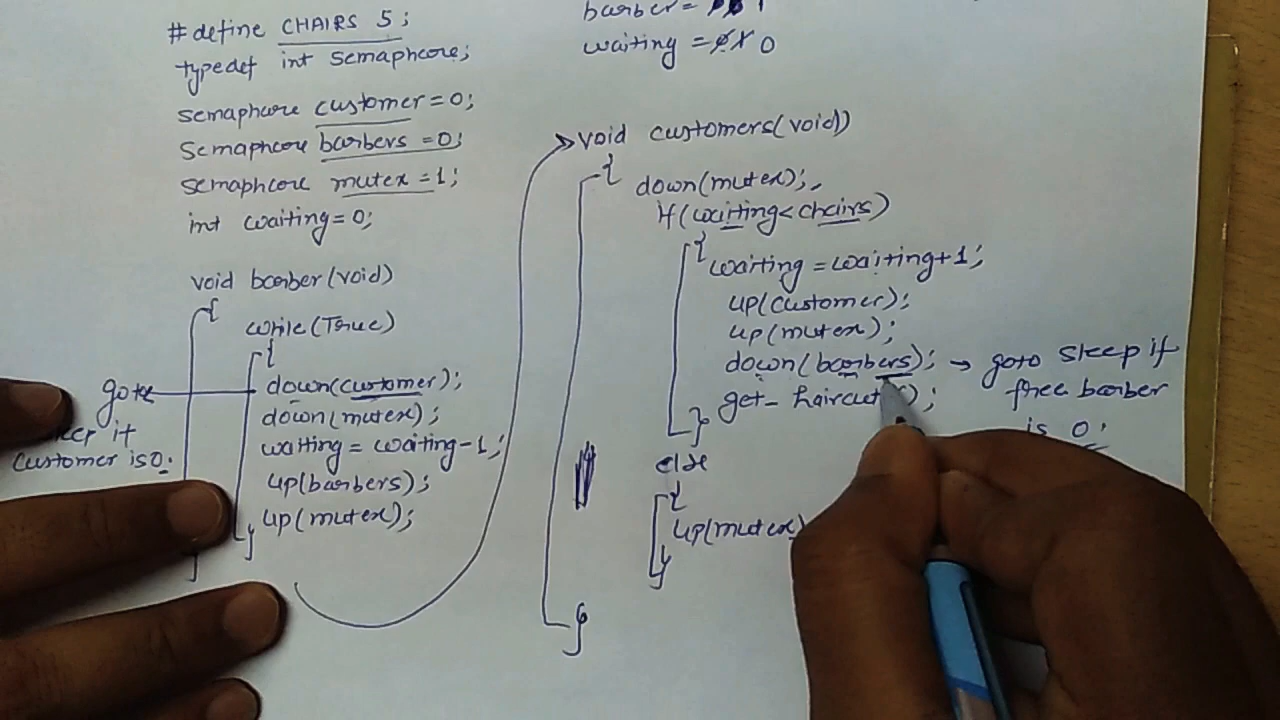 #define CHAIRS 5;
typedef int semaphore;
semaphore customer=0;
semaphore barbers=0;
semaphore mutex=1;
int waiting=0;
void barber(void)
{
while(True)
{
down(customer);
down(mutex);
waiting=waiting-1;
up(barbers);
up(mutex);
}
goto
if
customer is 0.
barber=
waiting = 0
void customers(void)
{
down(mutex);
if(waiting<chairs)
{
waiting=waiting+1;
up(customer);
up(mutex);
down(barbers); → goto sleep if
free barber
is 0.
get_haircut();
}
else
{
up(mutex)
}
}